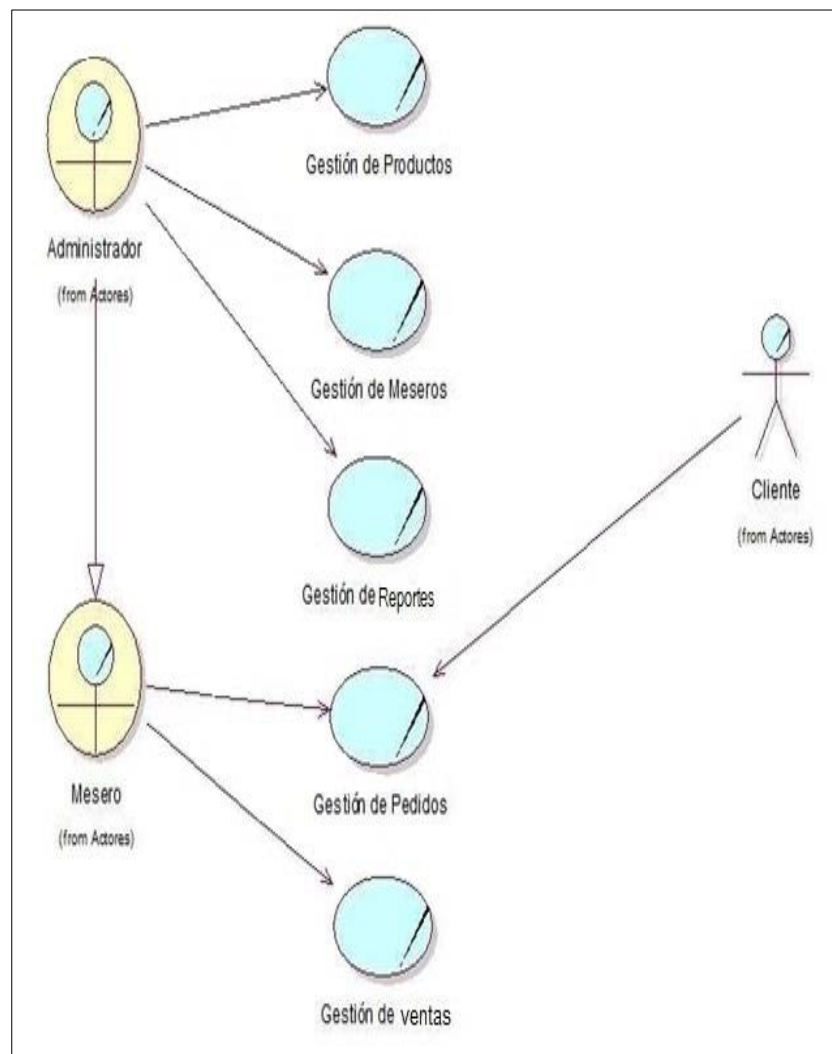 Gestión de Productos
Administrador
(from Actores)
Gestión de Meseros
Cliente
(from Actores)
Gestión de Reportes
Mesero
(from Actores)
Gestión de Pedidos
Gestión de ventas